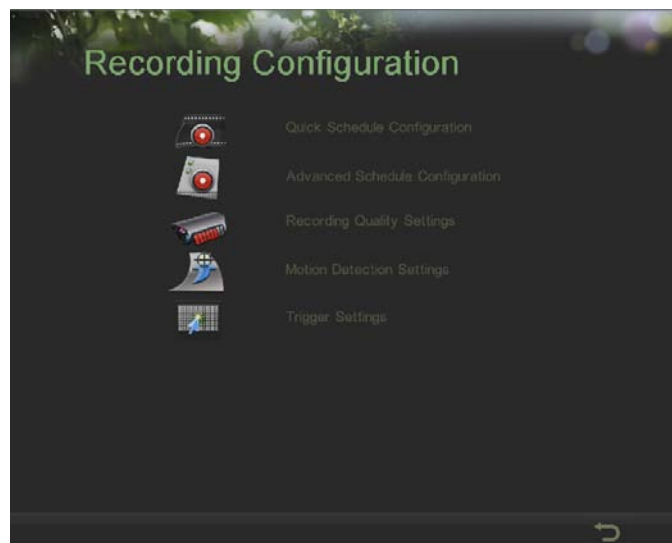 Recording Configuration
Quick Schedule Configuration
Advanced Schedule Configuration
Recording Quality Settings
Motion Detection Settings
Trigger Settings